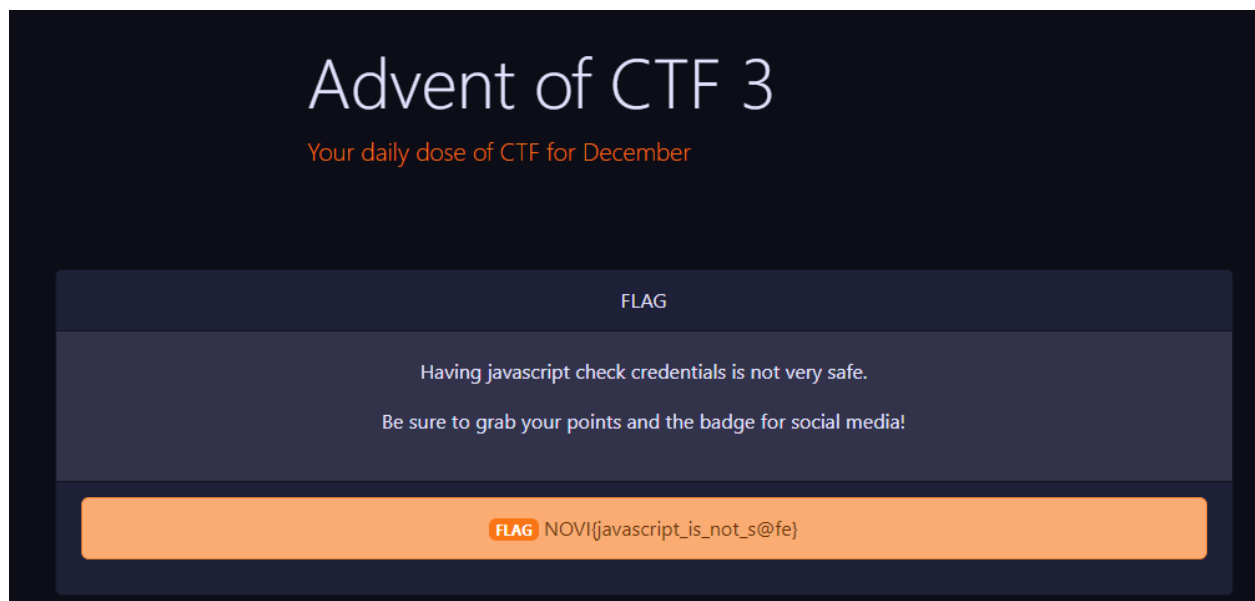 Advent of CTF 3
Your daily dose of CTF for December
FLAG
Having javascript check credentials is not very safe.
Be sure to grab your points and the badge for social media!
FLAG NOVI{javascript_is_not_s@fe}